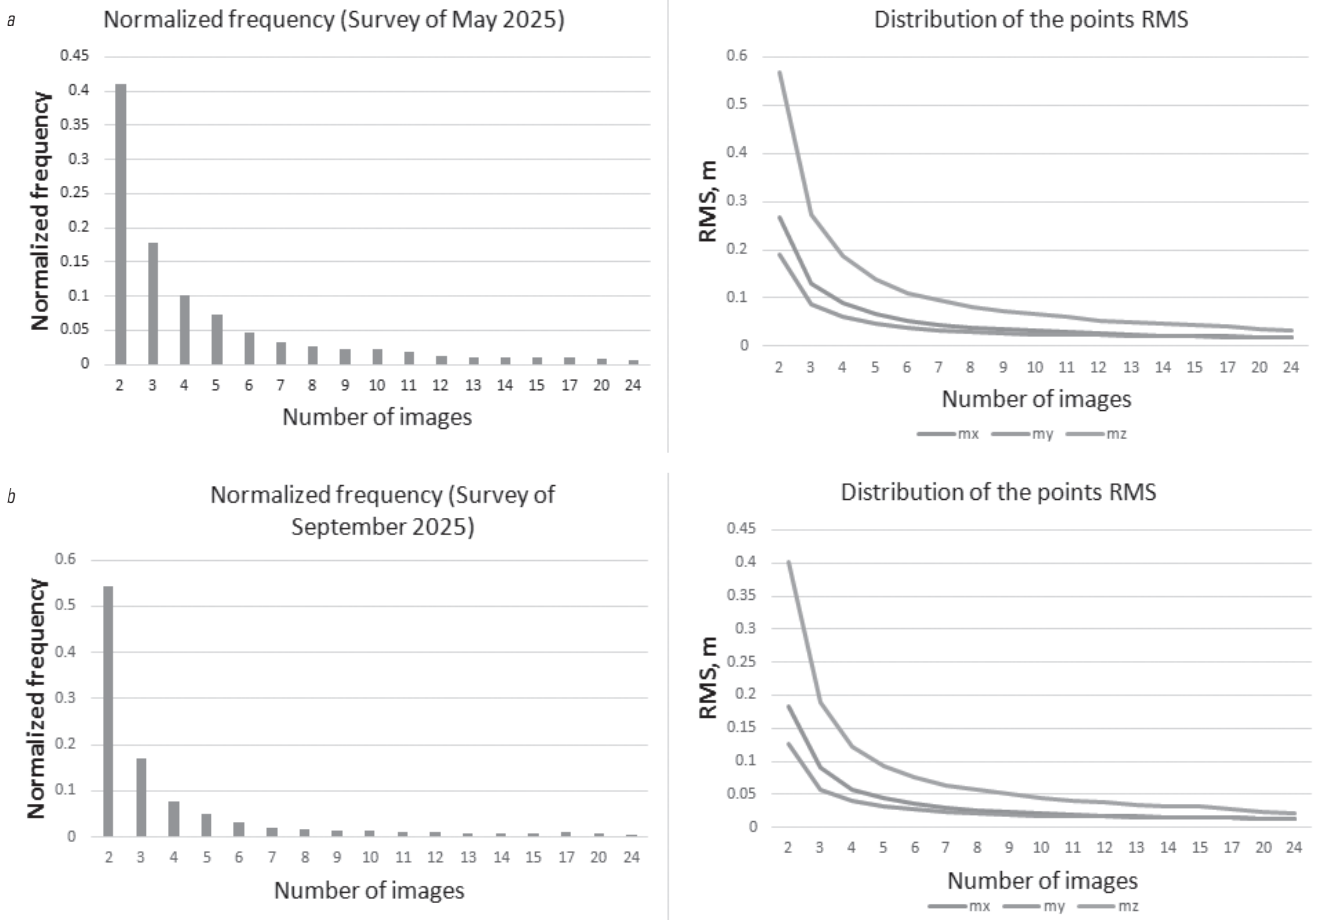 a
Normalized frequency (Survey of May 2025)
Normalized frequency
0.45
0.4
0.35
0.3
0.25
0.2
0.15
0.1
0.05
0
2 3 4 5 6 7 8 9 10 11 12 13 14 15 17 20 24
Number of images
Distribution of the points RMS
RMS, m
0.6
0.5
0.4
0.3
0.2
0.1
0
2 3 4 5 6 7 8 9 10 11 12 13 14 15 17 20 24
Number of images
mx my mz
b
Normalized frequency (Survey of
September 2025)
Normalized frequency
0.6
0.5
0.4
0.3
0.2
0.1
0
2 3 4 5 6 7 8 9 10 11 12 13 14 15 17 20 24
Number of images
Distribution of the points RMS
RMS, m
0.45
0.4
0.35
0.3
0.25
0.2
0.15
0.1
0.05
0
2 3 4 5 6 7 8 9 10 11 12 13 14 15 17 20 24
Number of images
mx my mz